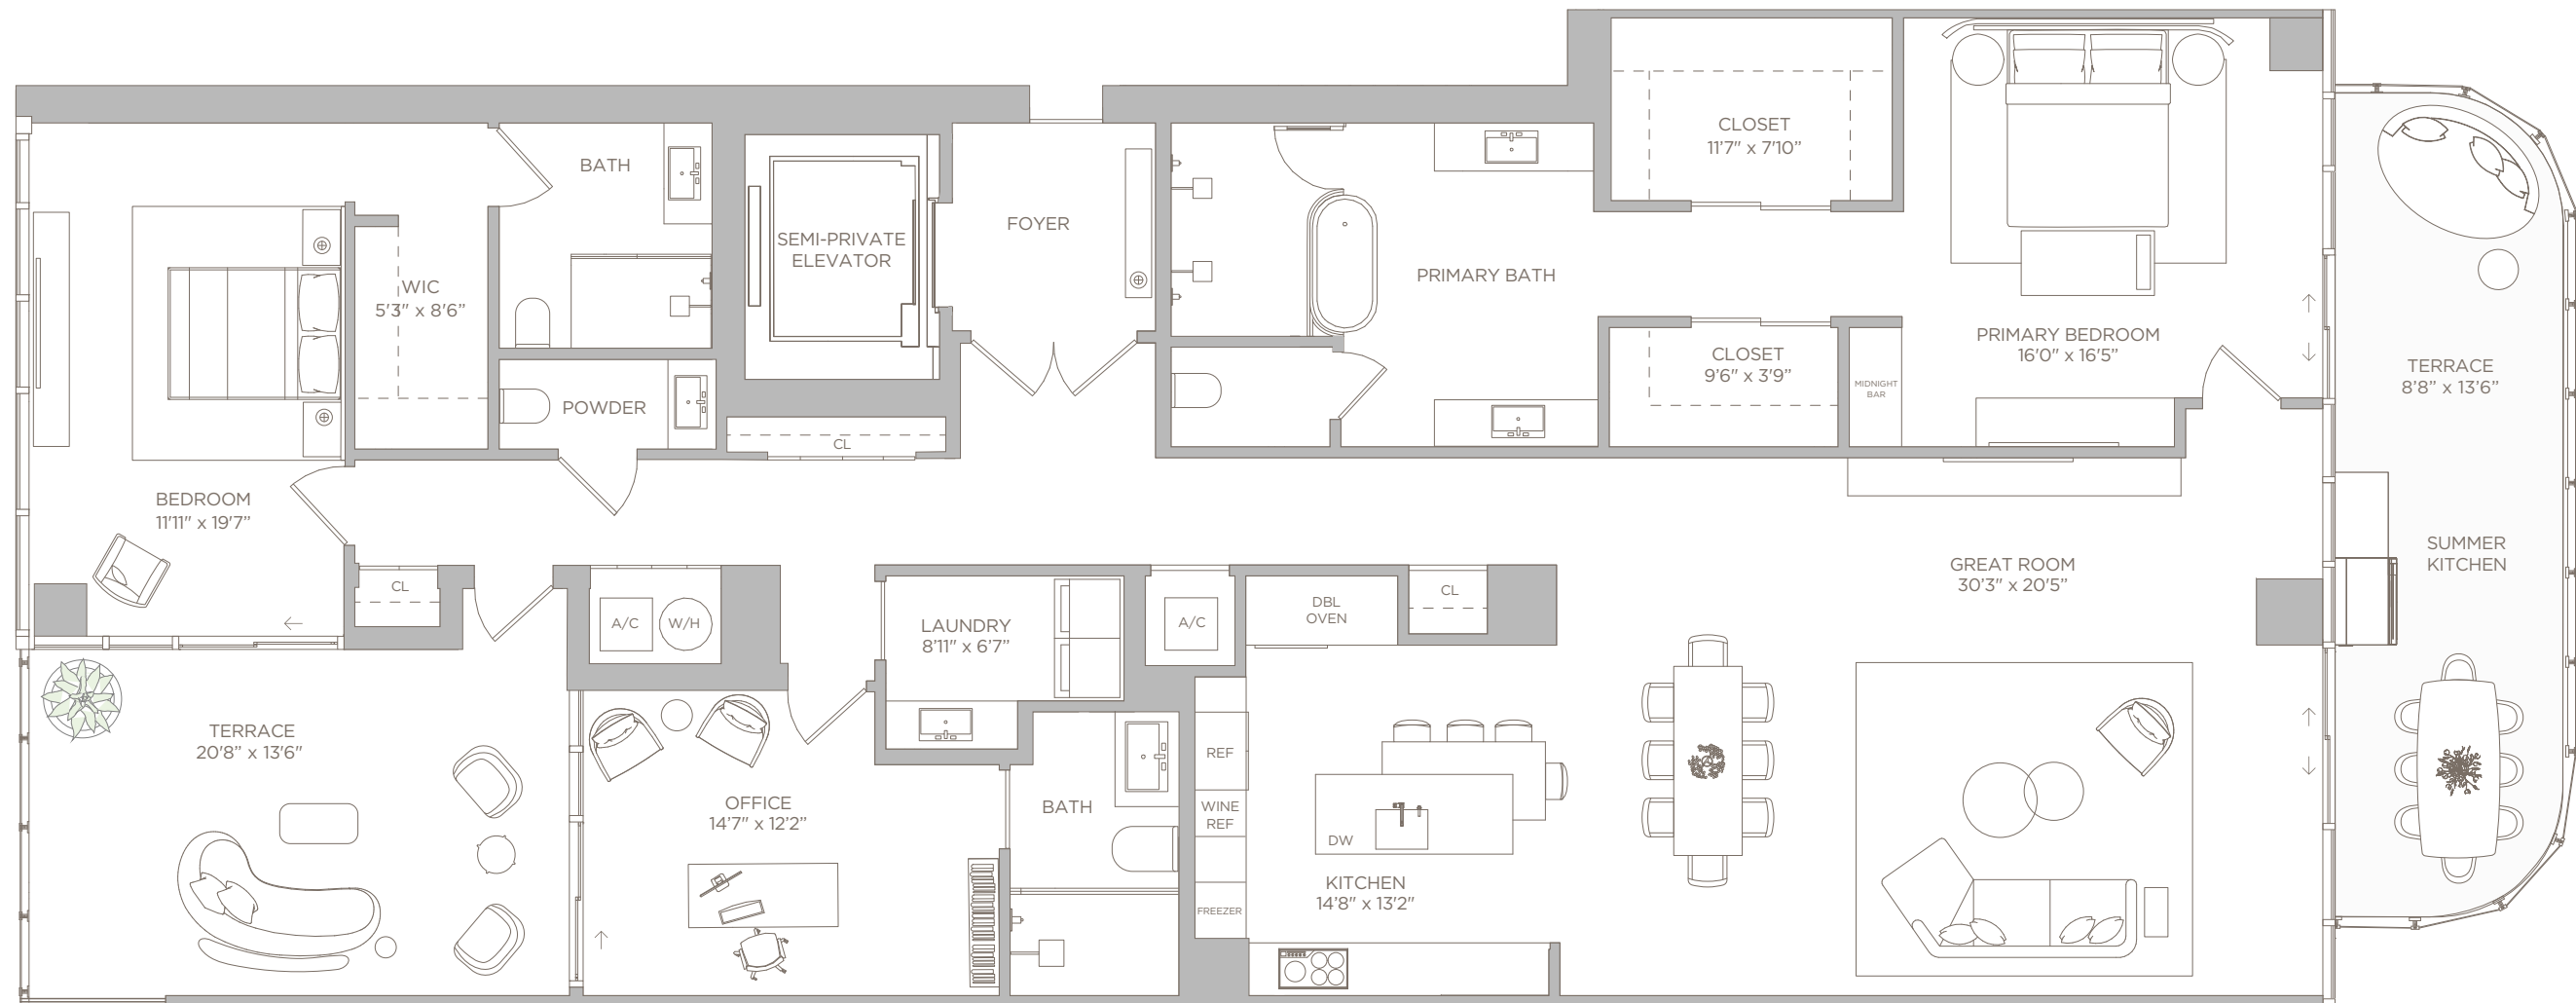 CLOSET
11'7" x 7'10"
BATH
FOYER
SEMI-PRIVATE
ELEVATOR
PRIMARY BATH
WIC
5'3" x 8'6"
PRIMARY BEDROOM
16'0" x 16'5"
CLOSET
9'6" x 3'9"
MIDNIGHT
BAR
TERRACE
8'8" x 13'6"
POWDER
CL
BEDROOM
11'11" x 19'7"
SUMMER
KITCHEN
GREAT ROOM
30'3" x 20'5"
CL
A/C
W/H
LAUNDRY
8'11" x 6'7"
A/C
DBL
OVEN
CL
TERRACE
20'8" x 13'6"
OFFICE
14'7" x 12'2"
BATH
REF
WINE
REF
DW
FREEZER
KITCHEN
14'8" x 13'2"